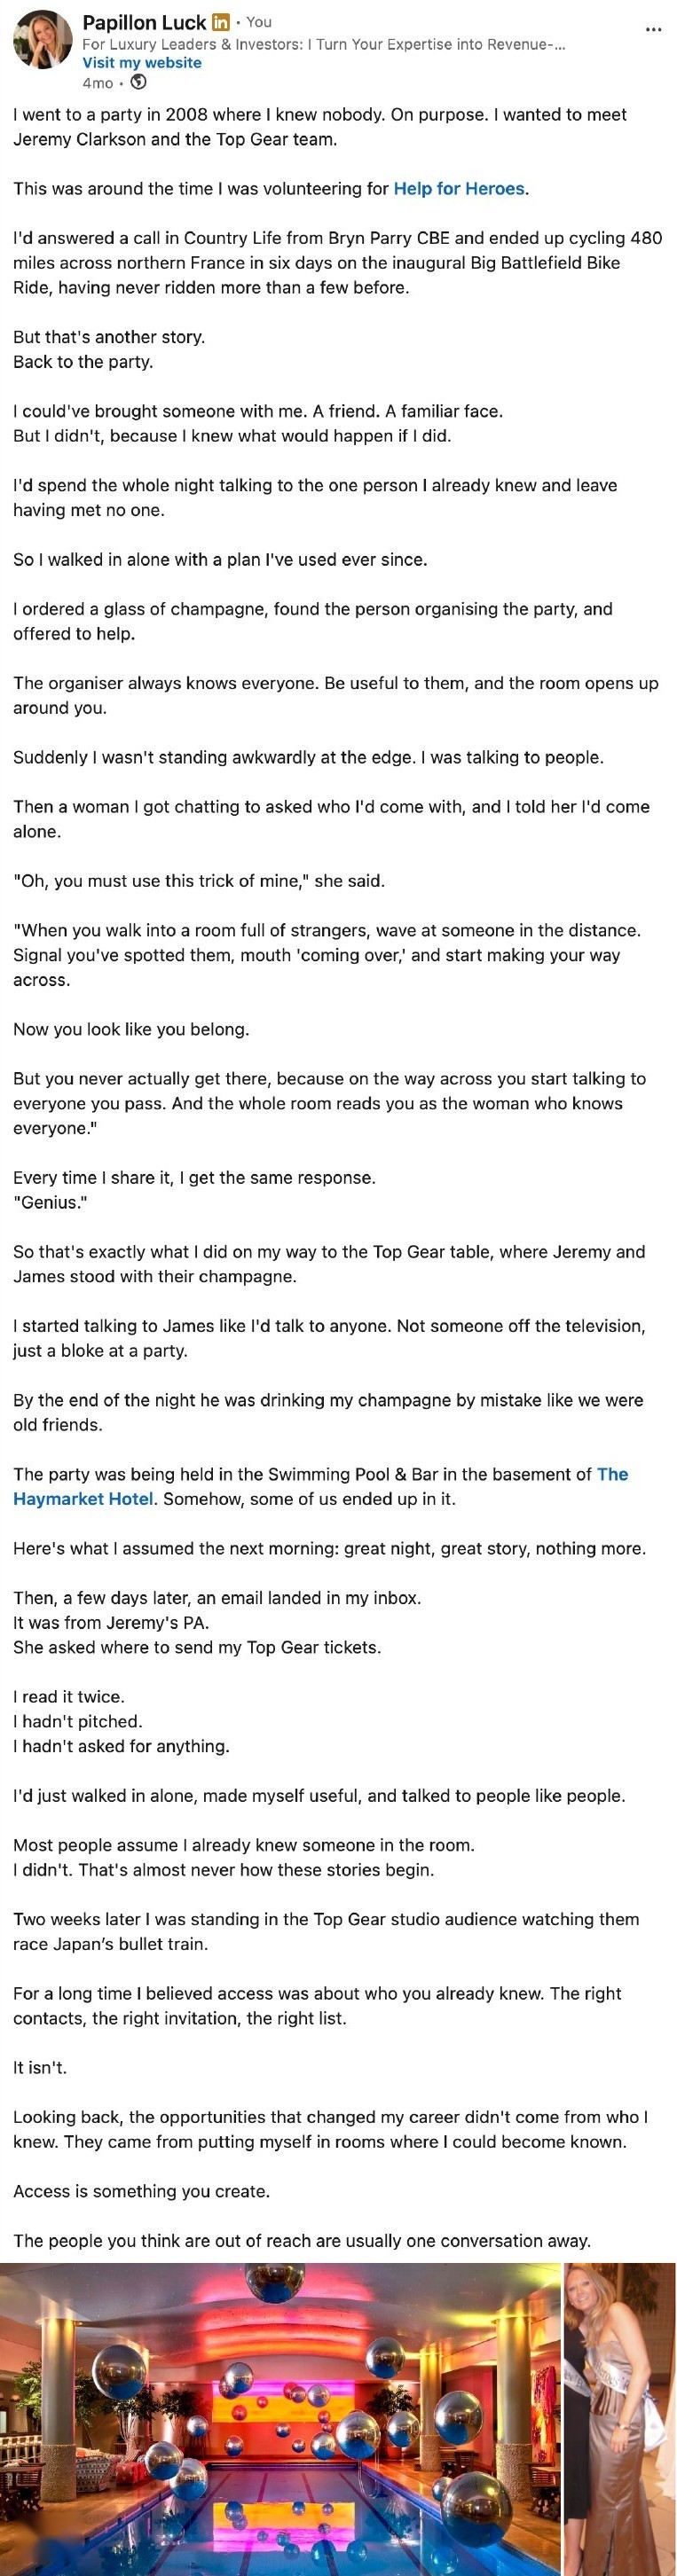 Papillon Luck in • You
For Luxury Leaders & Investors: I Turn Your Expertise into Revenue-...
Visit my website
4mo •
I went to a party in 2008 where I knew nobody. On purpose. I wanted to meet
Jeremy Clarkson and the Top Gear team.
This was around the time I was volunteering for Help for Heroes.
I'd answered a call in Country Life from Bryn Parry CBE and ended up cycling 480
miles across northern France in six days on the inaugural Big Battlefield Bike
Ride, having never ridden more than a few before.
But that's another story.
Back to the party.
I could've brought someone with me. A friend. A familiar face.
But I didn't, because I knew what would happen if I did.
I'd spend the whole night talking to the one person I already knew and leave
having met no one.
So I walked in alone with a plan I've used ever since.
I ordered a glass of champagne, found the person organising the party, and
offered to help.
The organiser always knows everyone. Be useful to them, and the room opens up
around you.
Suddenly I wasn't standing awkwardly at the edge. I was talking to people.
Then a woman I got chatting to asked who I'd come with, and I told her I'd come
alone.
"Oh, you must use this trick of mine," she said.
"When you walk into a room full of strangers, wave at someone in the distance.
Signal you've spotted them, mouth 'coming over,' and start making your way
across.
Now you look like you belong.
But you never actually get there, because on the way across you start talking to
everyone you pass. And the whole room reads you as the woman who knows
everyone."
Every time I share it, I get the same response.
"Genius."
So that's exactly what I did on my way to the Top Gear table, where Jeremy and
James stood with their champagne.
I started talking to James like I'd talk to anyone. Not someone off the television,
just a bloke at a party.
By the end of the night he was drinking my champagne by mistake like we were
old friends.
The party was being held in the Swimming Pool & Bar in the basement of The
Haymarket Hotel. Somehow, some of us ended up in it.
Here's what I assumed the next morning: great night, great story, nothing more.
Then, a few days later, an email landed in my inbox.
It was from Jeremy's PA.
She asked where to send my Top Gear tickets.
I read it twice.
I hadn't pitched.
I hadn't asked for anything.
I'd just walked in alone, made myself useful, and talked to people like people.
Most people assume I already knew someone in the room.
I didn't. That's almost never how these stories begin.
Two weeks later I was standing in the Top Gear studio audience watching them
race Japan’s bullet train.
For a long time I believed access was about who you already knew. The right
contacts, the right invitation, the right list.
It isn't.
Looking back, the opportunities that changed my career didn't come from who I
knew. They came from putting myself in rooms where I could become known.
Access is something you create.
The people you think are out of reach are usually one conversation away.